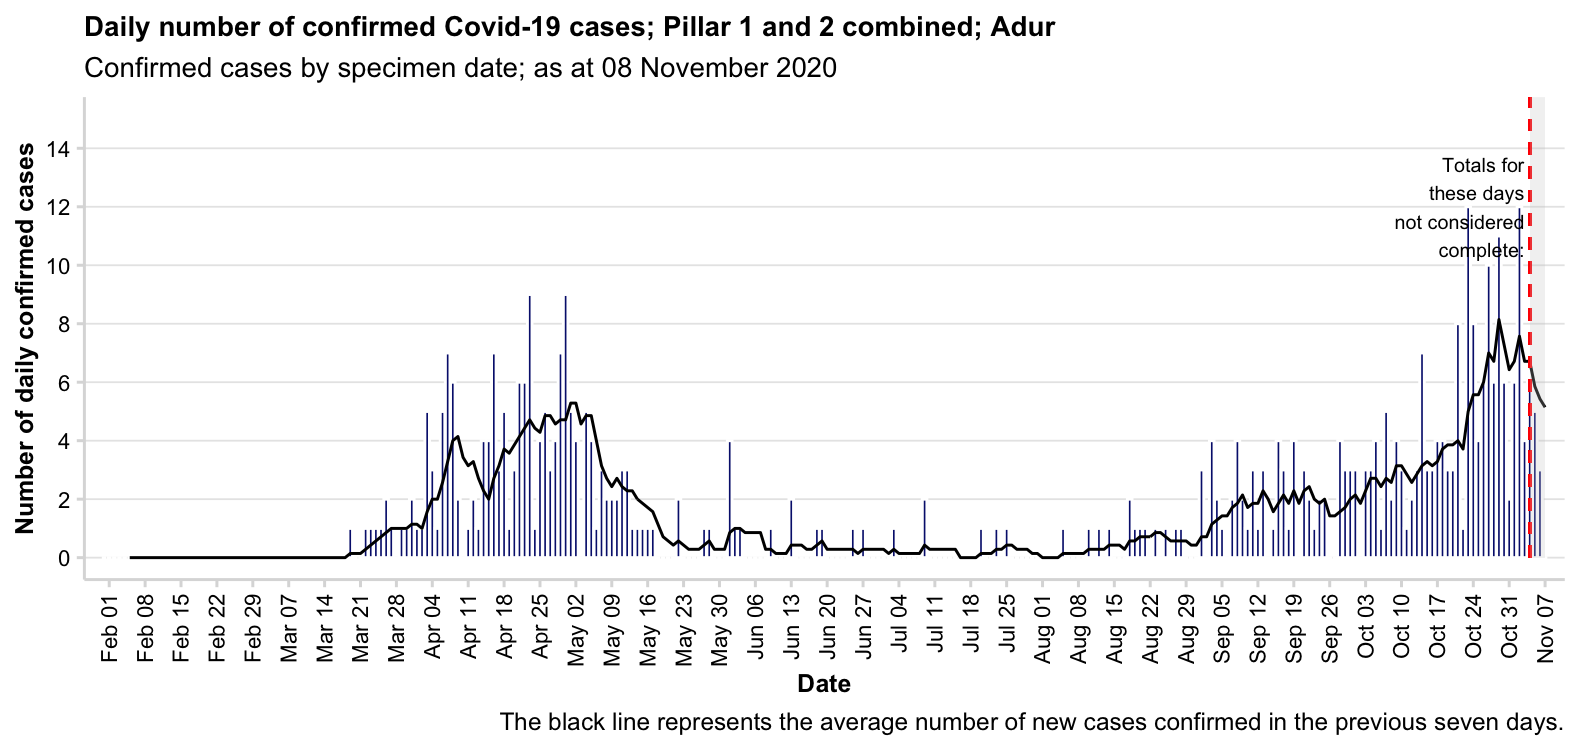 Daily number of confirmed Covid-19 cases; Pillar 1 and 2 combined; Adur
Confirmed cases by specimen date; as at 08 November 2020
Number of daily confirmed cases
14
12
10
8
6
4
2
0
Totals for
these days
not considered
complete:
Feb 01
Feb 08
Feb 15
Feb 22
Feb 29
Mar 07
Mar 14
Mar 21
Mar 28
Apr 04
Apr 11
Apr 18
Apr 25
May 02
May 09
May 16
May 23
May 30
Jun 06
Jun 13
Jun 20
Jun 27
Jul 04
Jul 11
Jul 18
Jul 25
Aug 01
Aug 08
Aug 15
Aug 22
Aug 29
Sep 05
Sep 12
Sep 19
Sep 26
Oct 03
Oct 10
Oct 17
Oct 24
Oct 31
Nov 07
Date
The black line represents the average number of new cases confirmed in the previous seven days.